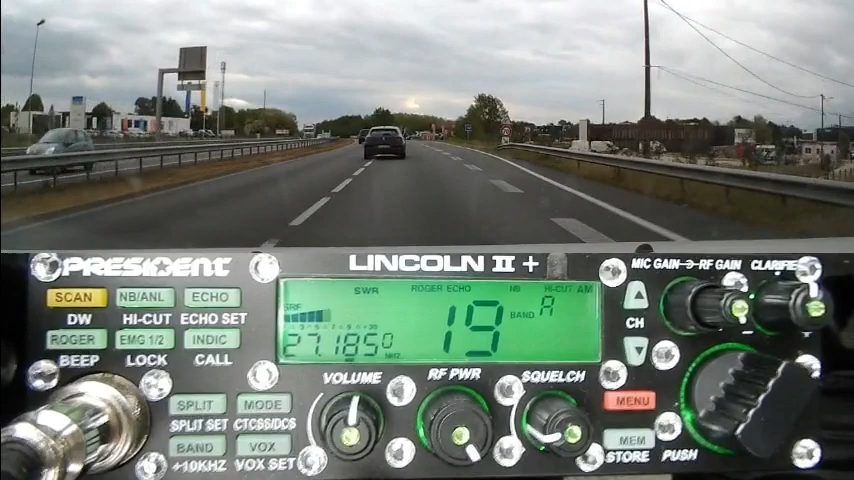 PRESIDENT
LINCOLN II +
MIC GAIN RF GAIN CLARIFIER
SCAN NB/ANL ECHO
DW HI-CUT ECHO SET
ROGER EMG 1/2 INDIC
BEEP LOCK CALL
SWR ROGER ECHO NB HI-CUT AM
SRF
19 BAND A
27.1850 MHZ
CH
VOLUME RF PWR SQUELCH
SPLIT MODE
SPLIT SET CTCSS/DCS
BAND VOX
+10KHZ VOX SET
MENU
MEM
STORE PUSH